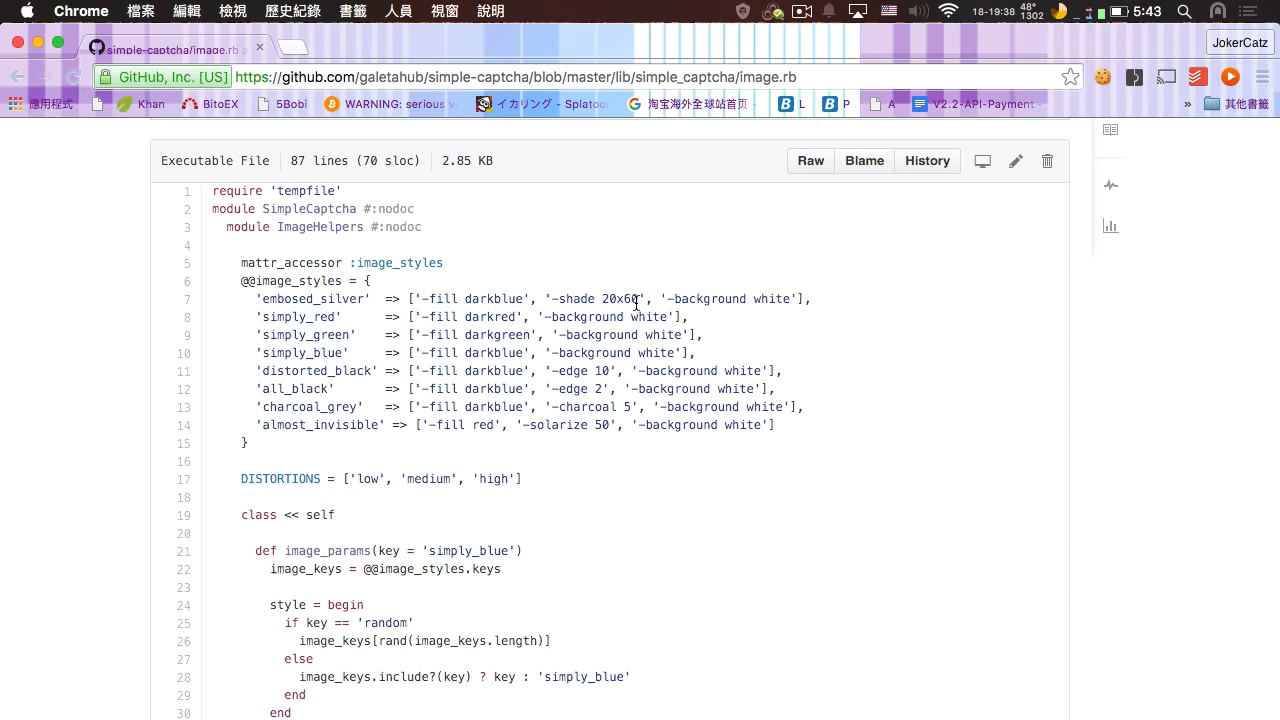 Chrome 檔案 編輯 檢視 歷史紀錄 書籤 人員 視窗 說明 18-19:38 48° 1302 5:43
simple-captcha/image.rb a JokerCatz
GitHub, Inc. [US] https://github.com/galetahub/simple-captcha/blob/master/lib/simple_captcha/image.rb
應用程式 Khan BitoEX 5Bobi WARNING: serious イカリング - Splatoon 淘宝海外全球站首页 - L P A V2.2-API-Payment » 其他書籤
Executable File 87 lines (70 sloc) 2.85 KB Raw Blame History
1 require 'tempfile'
2 module SimpleCaptcha #:nodoc
3 module ImageHelpers #:nodoc
4
5 mattr_accessor :image_styles
6 @@image_styles = {
7 'embosed_silver' => ['-fill darkblue', '-shade 20x60', '-background white'],
8 'simply_red' => ['-fill darkred', '-background white'],
9 'simply_green' => ['-fill darkgreen', '-background white'],
10 'simply_blue' => ['-fill darkblue', '-background white'],
11 'distorted_black' => ['-fill darkblue', '-edge 10', '-background white'],
12 'all_black' => ['-fill darkblue', '-edge 2', '-background white'],
13 'charcoal_grey' => ['-fill darkblue', '-charcoal 5', '-background white'],
14 'almost_invisible' => ['-fill red', '-solarize 50', '-background white']
15 }
16
17 DISTORTIONS = ['low', 'medium', 'high']
18
19 class << self
20
21 def image_params(key = 'simply_blue')
22 image_keys = @@image_styles.keys
23
24 style = begin
25 if key == 'random'
26 image_keys[rand(image_keys.length)]
27 else
28 image_keys.include?(key) ? key : 'simply_blue'
29 end
30 end